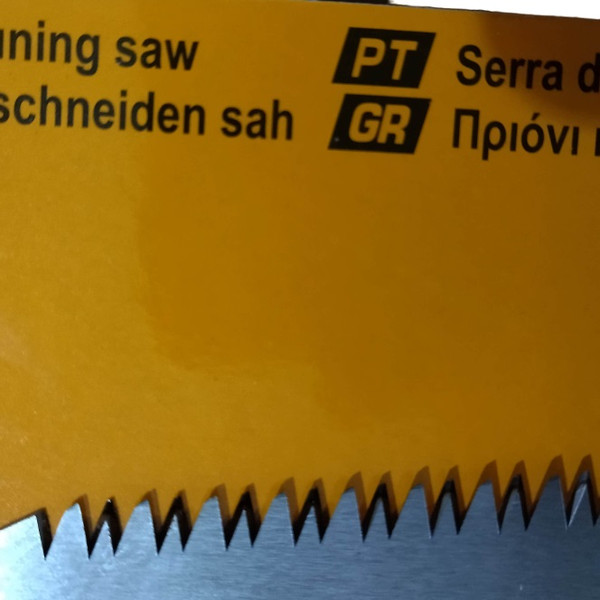 uning saw PT Serra d
schneiden sah GR Πριόνι